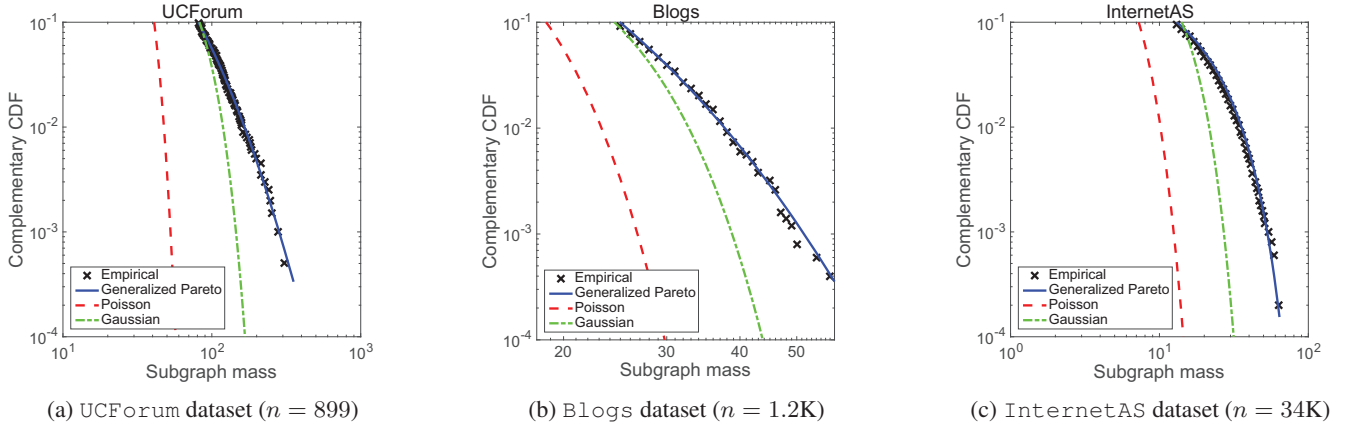 UCForum
Complementary CDF
10^-1
10^-2
10^-3
10^-4
Empirical
Generalized Pareto
Poisson
Gaussian
10^1
10^2
10^3
Subgraph mass
(a) UCForum dataset (n = 899)
Blogs
Complementary CDF
10^-1
10^-2
10^-3
10^-4
Empirical
Generalized Pareto
Poisson
Gaussian
20
30
40
50
Subgraph mass
(b) Blogs dataset (n = 1.2K)
InternetAS
Complementary CDF
10^-1
10^-2
10^-3
10^-4
Empirical
Generalized Pareto
Poisson
Gaussian
10^0
10^1
10^2
Subgraph mass
(c) InternetAS dataset (n = 34K)